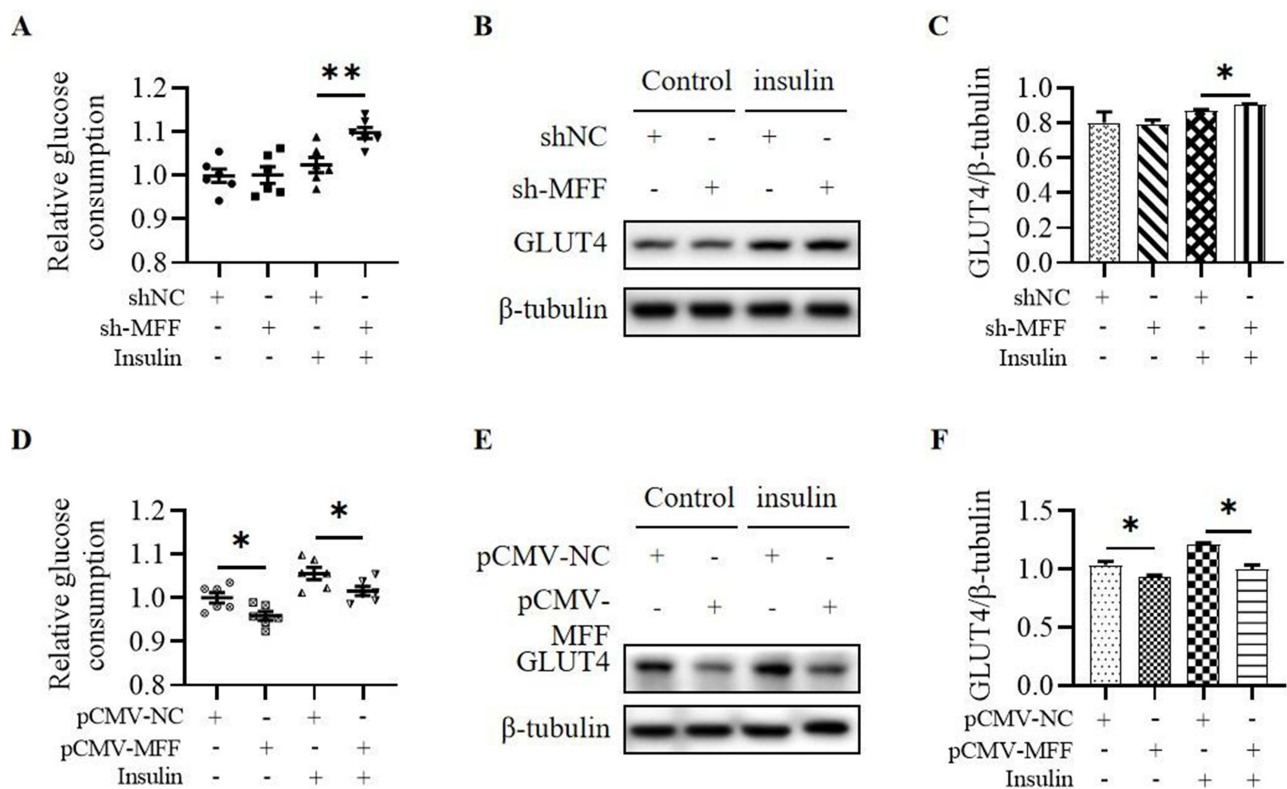 A
Relative glucose
consumption
**
1.2
1.1
1.0
0.9
0.8
shNC + - + -
sh-MFF - + - +
Insulin - - + +
B
Control insulin
shNC + - + -
sh-MFF - + - +
GLUT4
β-tubulin
C
GLUT4/β-tubulin
*
1.0
0.8
0.6
0.4
0.2
0.0
shNC + - + -
sh-MFF - + - +
Insulin - - + +
D
Relative glucose
consumption
* *
1.2
1.1
1.0
0.9
0.8
pCMV-NC + - + -
pCMV-MFF - + - +
Insulin - - + +
E
Control insulin
pCMV-NC + - + -
pCMV- - + - +
MFF
GLUT4
β-tubulin
F
GLUT4/β-tubulin
* *
1.5
1.0
0.5
0.0
pCMV-NC + - + -
pCMV-MFF - + - +
Insulin - - + +